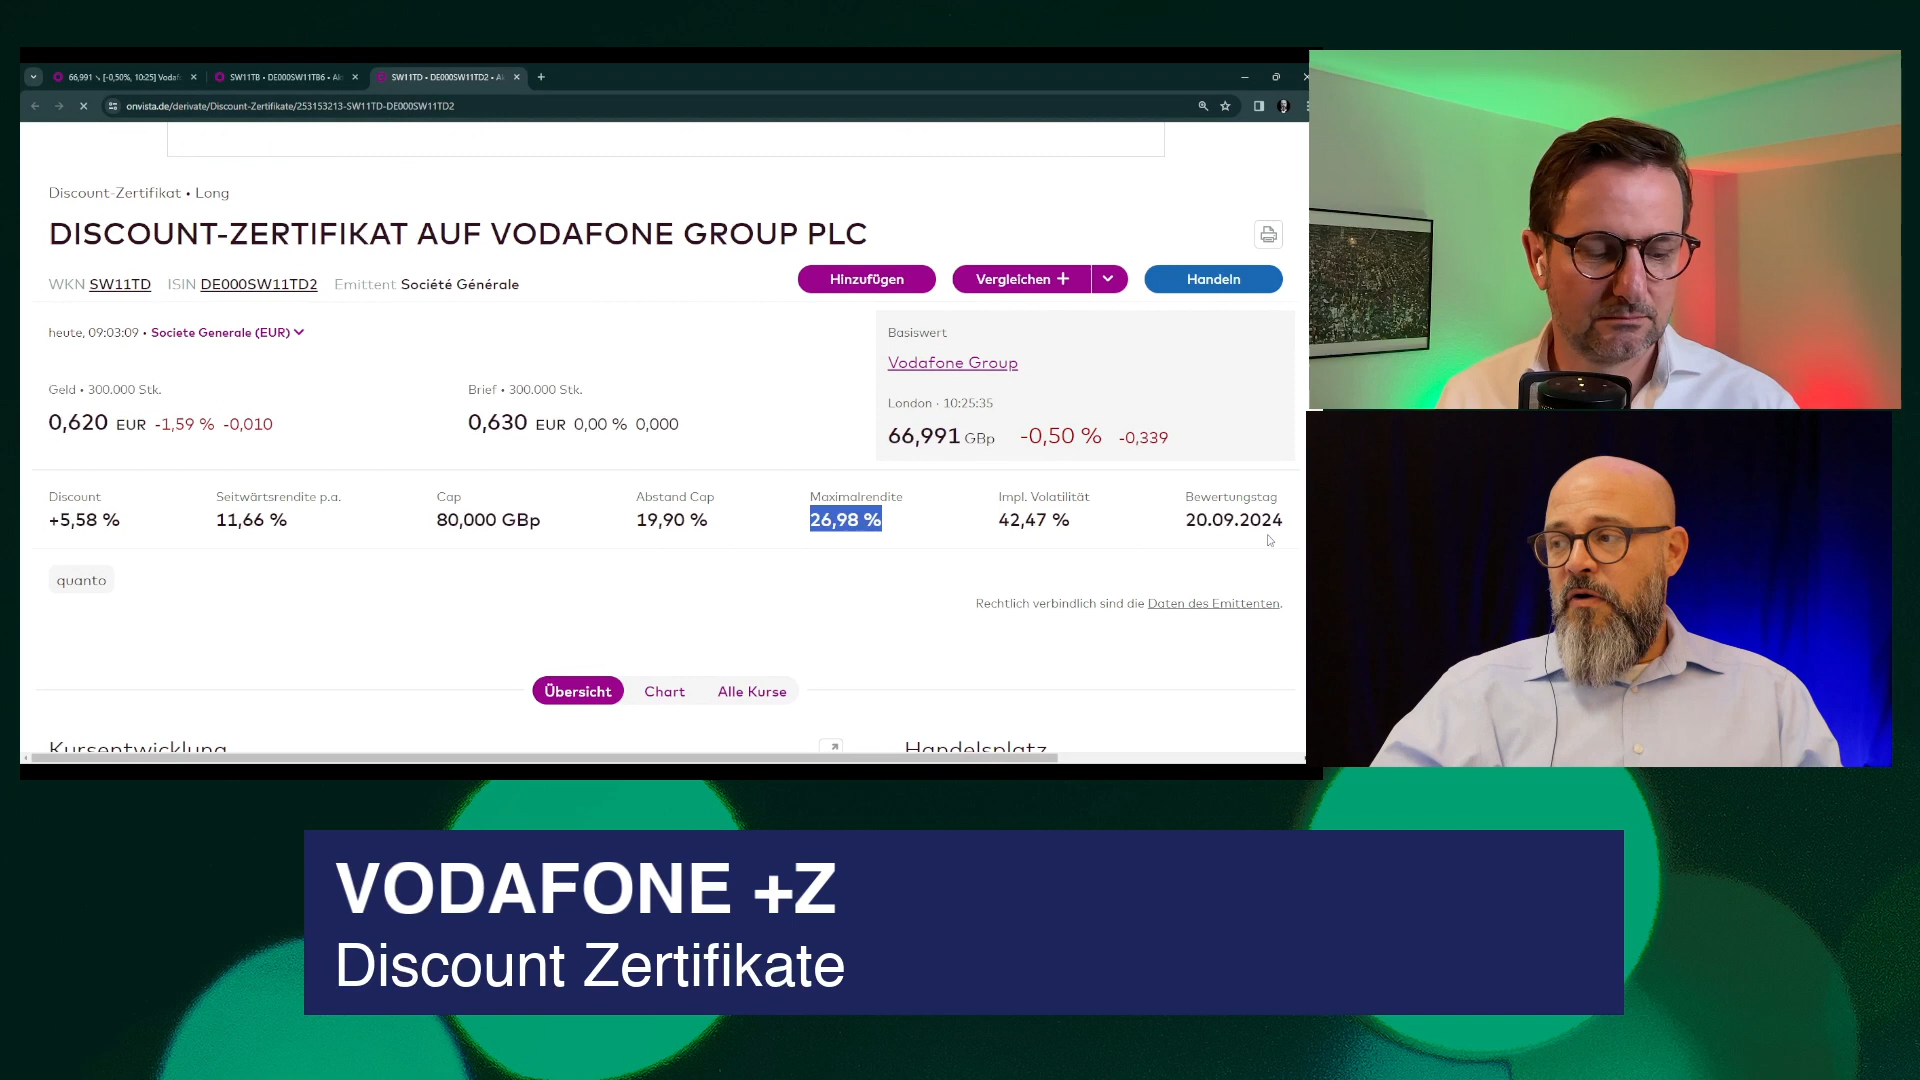 66,991 ↘ [-0,50%, 10:25] Vodaf
SW11TB • DE000SW11TB6 • Ak
SW11TD • DE000SW11TD2 • A
onvista.de/derivate/Discount-Zertifikate/253153213-SW11TD-DE000SW11TD2
Discount-Zertifikat • Long
DISCOUNT-ZERTIFIKAT AUF VODAFONE GROUP PLC
WKN SW11TD ISIN DE000SW11TD2 Emittent Société Générale
Hinzufügen
Vergleichen +
Handeln
heute, 09:03:09 • Societe Generale (EUR)
Geld • 300.000 Stk.
0,620 EUR -1,59 % -0,010
Brief • 300.000 Stk.
0,630 EUR 0,00 % 0,000
Basiswert
Vodafone Group
London · 10:25:35
66,991 GBp -0,50 % -0,339
Discount
+5,58 %
Seitwärtsrendite p.a.
11,66 %
Cap
80,000 GBp
Abstand Cap
19,90 %
Maximalrendite
26,98 %
Impl. Volatilität
42,47 %
Bewertungstag
20.09.2024
quanto
Rechtlich verbindlich sind die Daten des Emittenten.
Übersicht
Chart
Alle Kurse
Kursentwicklung
Handelsplatz
VODAFONE +Z
Discount Zertifikate